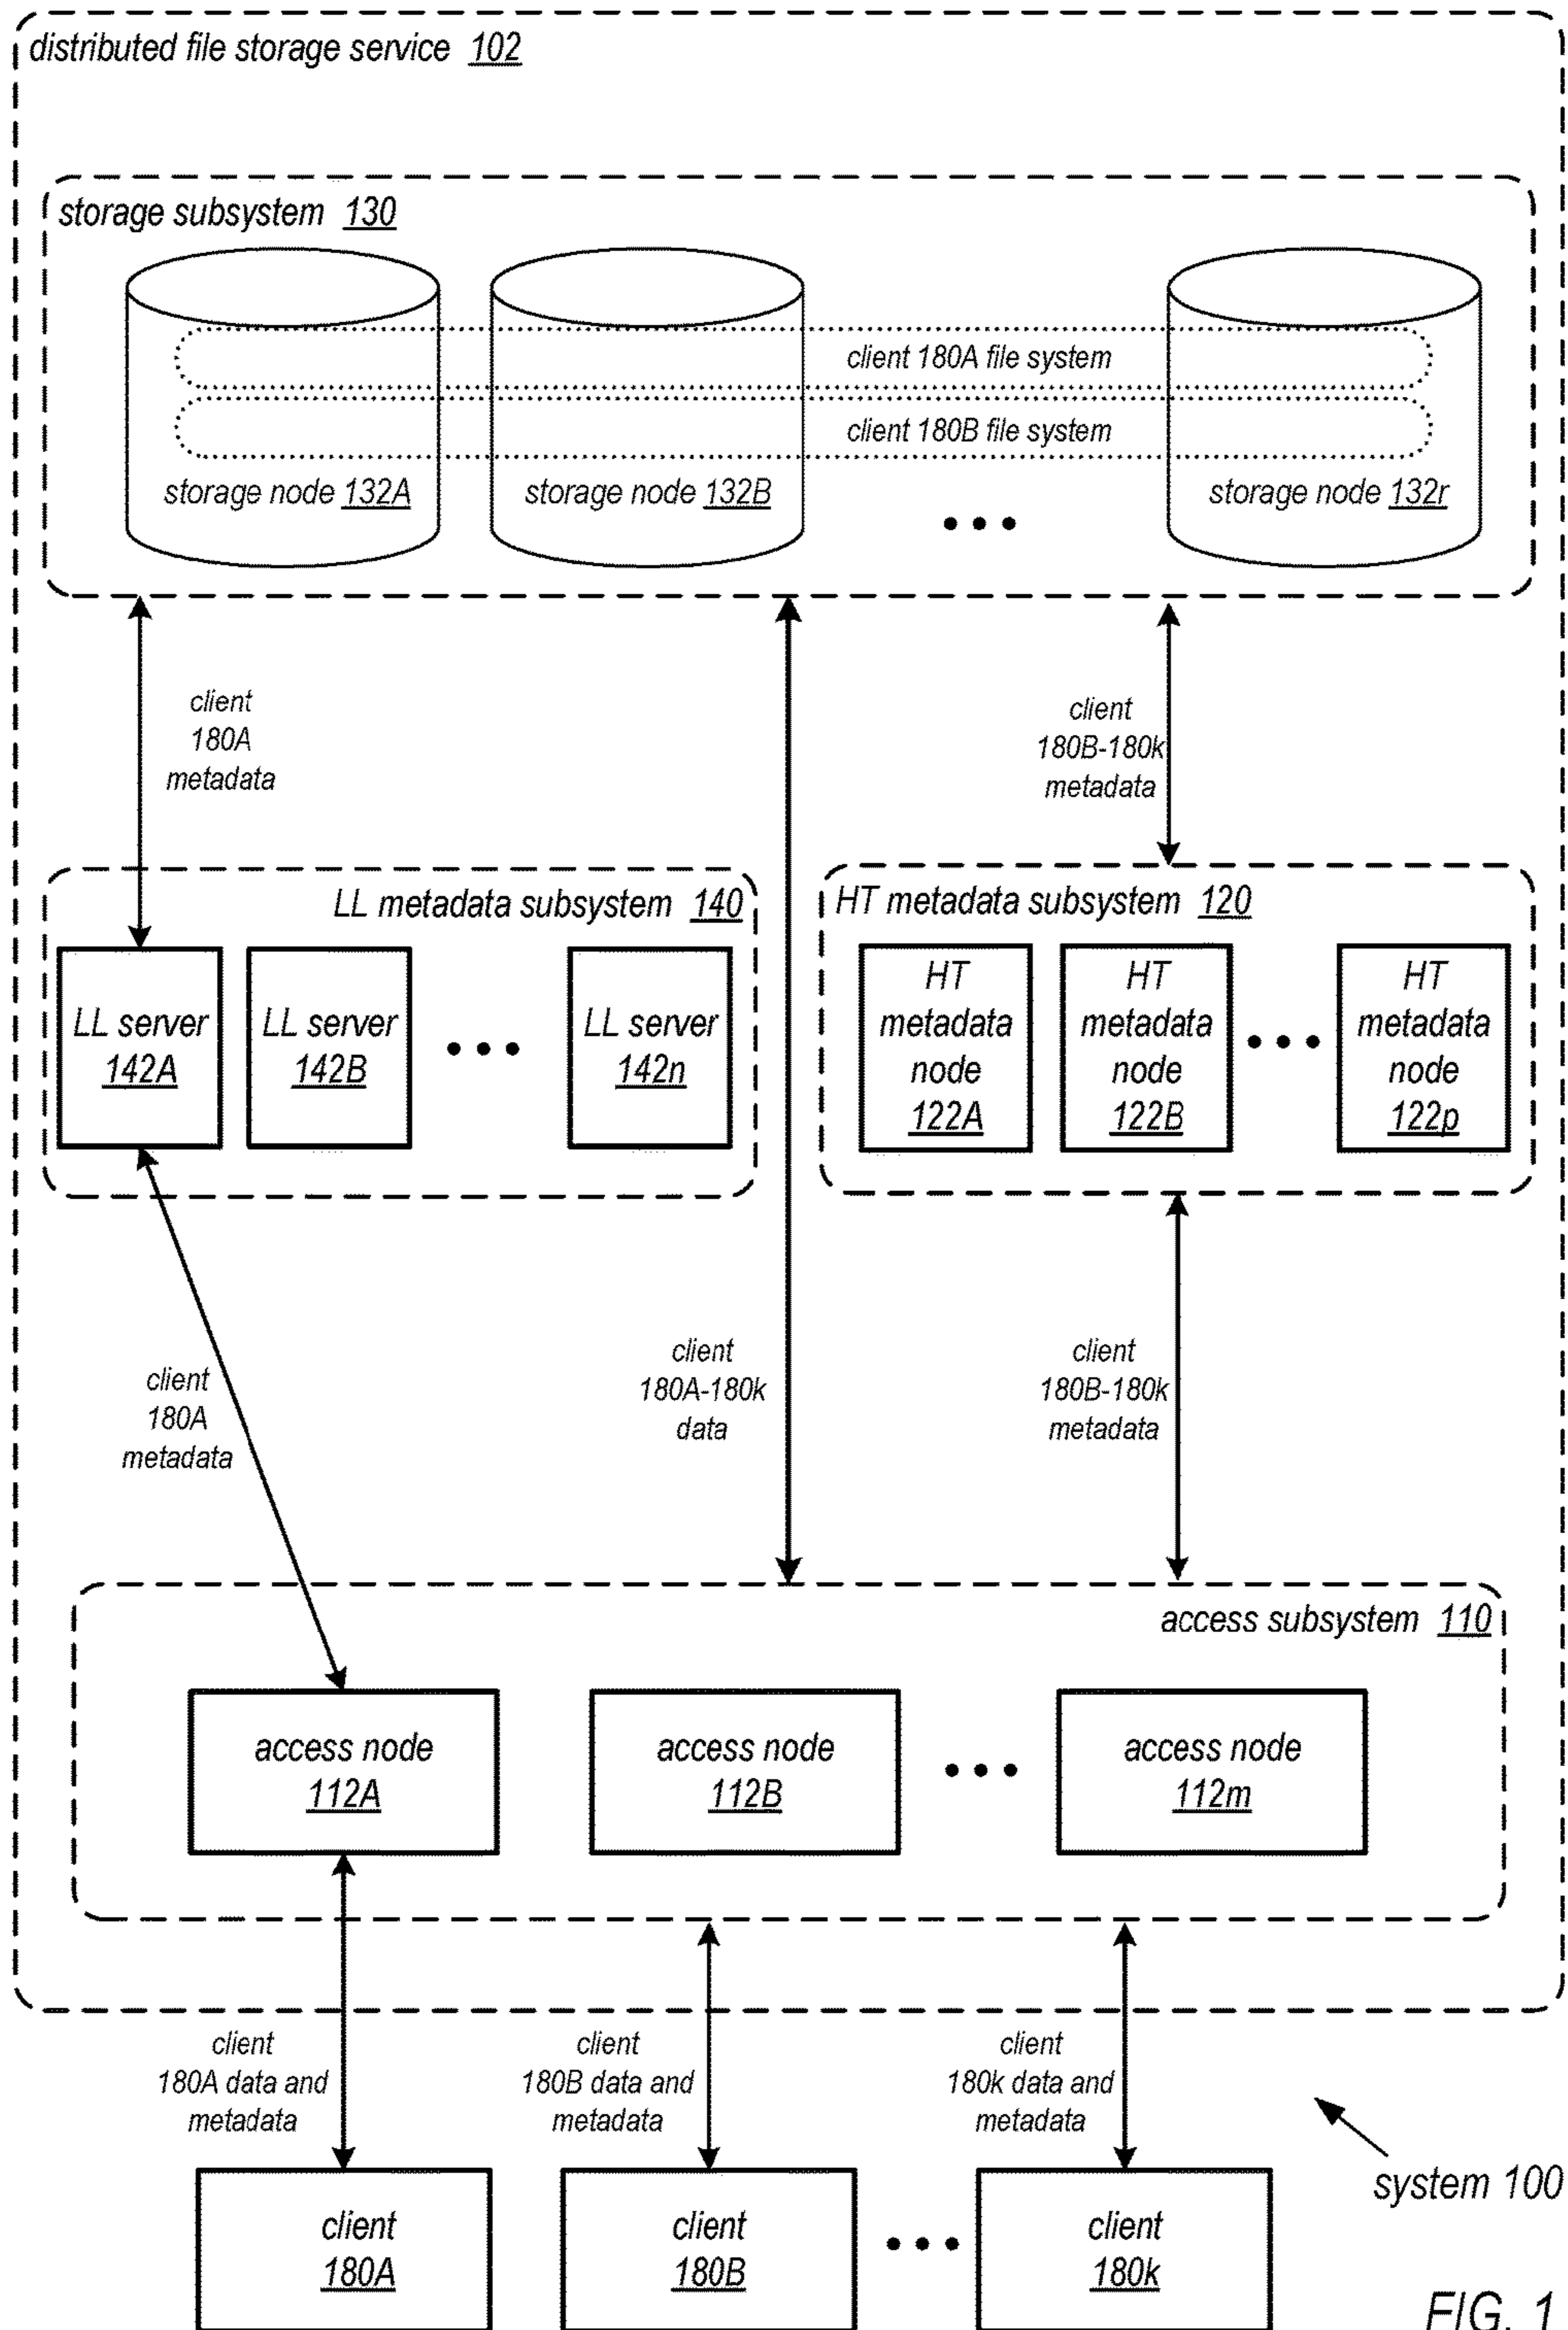 distributed file storage service 102
storage subsystem 130
client 180A file system
client 180B file system
storage node 132A
storage node 132B
storage node 132r
client
180A
metadata
client
180B-180k
metadata
LL metadata subsystem 140
LL server
142A
LL server
142B
LL server
142n
HT metadata subsystem 120
HT
metadata
node
122A
HT
metadata
node
122B
HT
metadata
node
122p
client
180A
metadata
client
180A-180k
data
client
180B-180k
metadata
access subsystem 110
access node
112A
access node
112B
access node
112m
client
180A data and
metadata
client
180B data and
metadata
client
180k data and
metadata
system 100
client
180A
client
180B
client
180k
FIG. 1